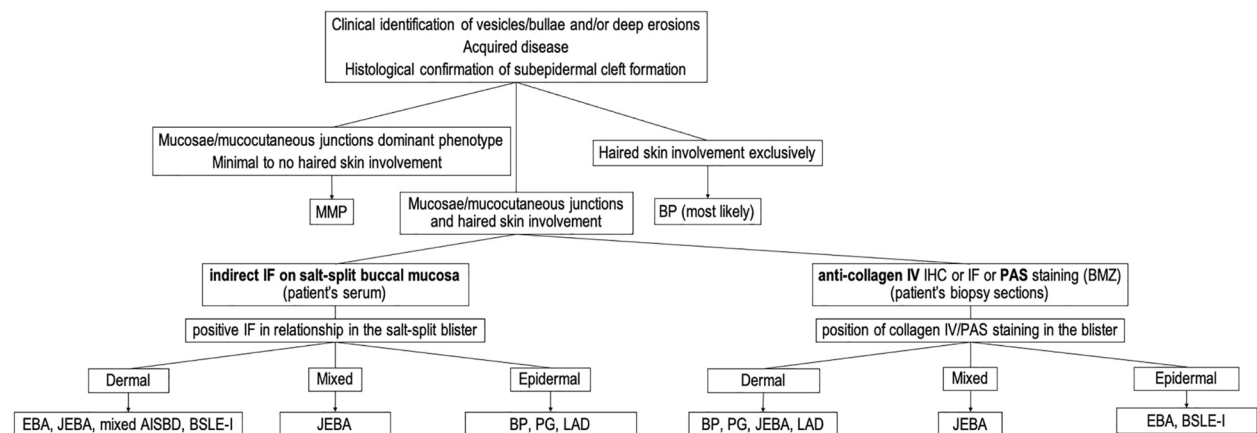 Clinical identification of vesicles/bullae and/or deep erosions
Acquired disease
Histological confirmation of subepidermal cleft formation
Mucosae/mucocutaneous junctions dominant phenotype
Minimal to no haired skin involvement
Haired skin involvement exclusively
MMP
Mucosae/mucocutaneous junctions
and haired skin involvement
BP (most likely)
indirect IF on salt-split buccal mucosa
(patient's serum)
anti-collagen IV IHC or IF or PAS staining (BMZ)
(patient's biopsy sections)
positive IF in relationship in the salt-split blister
position of collagen IV/PAS staining in the blister
Dermal
Mixed
Epidermal
Dermal
Mixed
Epidermal
EBA, JEBA, mixed AISBD, BSLE-I
JEBA
BP, PG, LAD
BP, PG, JEBA, LAD
JEBA
EBA, BSLE-I